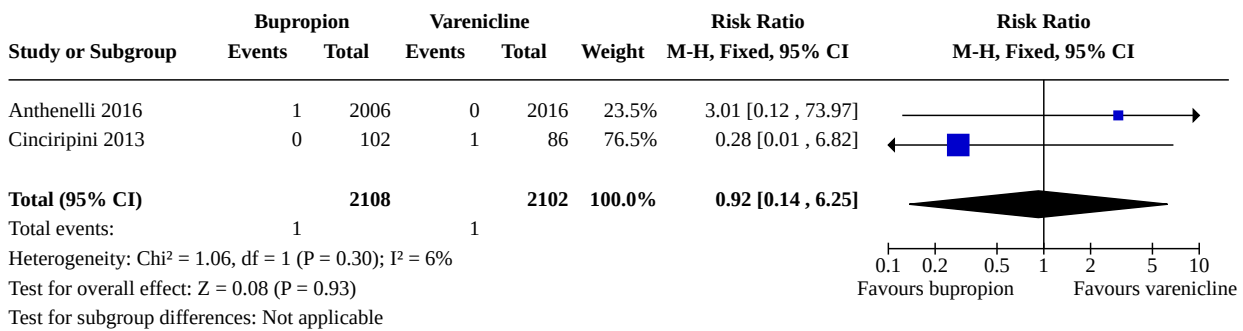 Bupropion Varenicline Risk Ratio Risk Ratio
Study or Subgroup Events Total Events Total Weight M-H, Fixed, 95% CI M-H, Fixed, 95% CI
Anthenelli 2016 1 2006 0 2016 23.5% 3.01 [0.12 , 73.97]
Cinciripini 2013 0 102 1 86 76.5% 0.28 [0.01 , 6.82]
Total (95% CI) 2108 2102 100.0% 0.92 [0.14 , 6.25]
Total events: 1 1
Heterogeneity: Chi² = 1.06, df = 1 (P = 0.30); I² = 6%
0.1 0.2 0.5 1 2 5 10
Test for overall effect: Z = 0.08 (P = 0.93)
Favours bupropion Favours varenicline
Test for subgroup differences: Not applicable